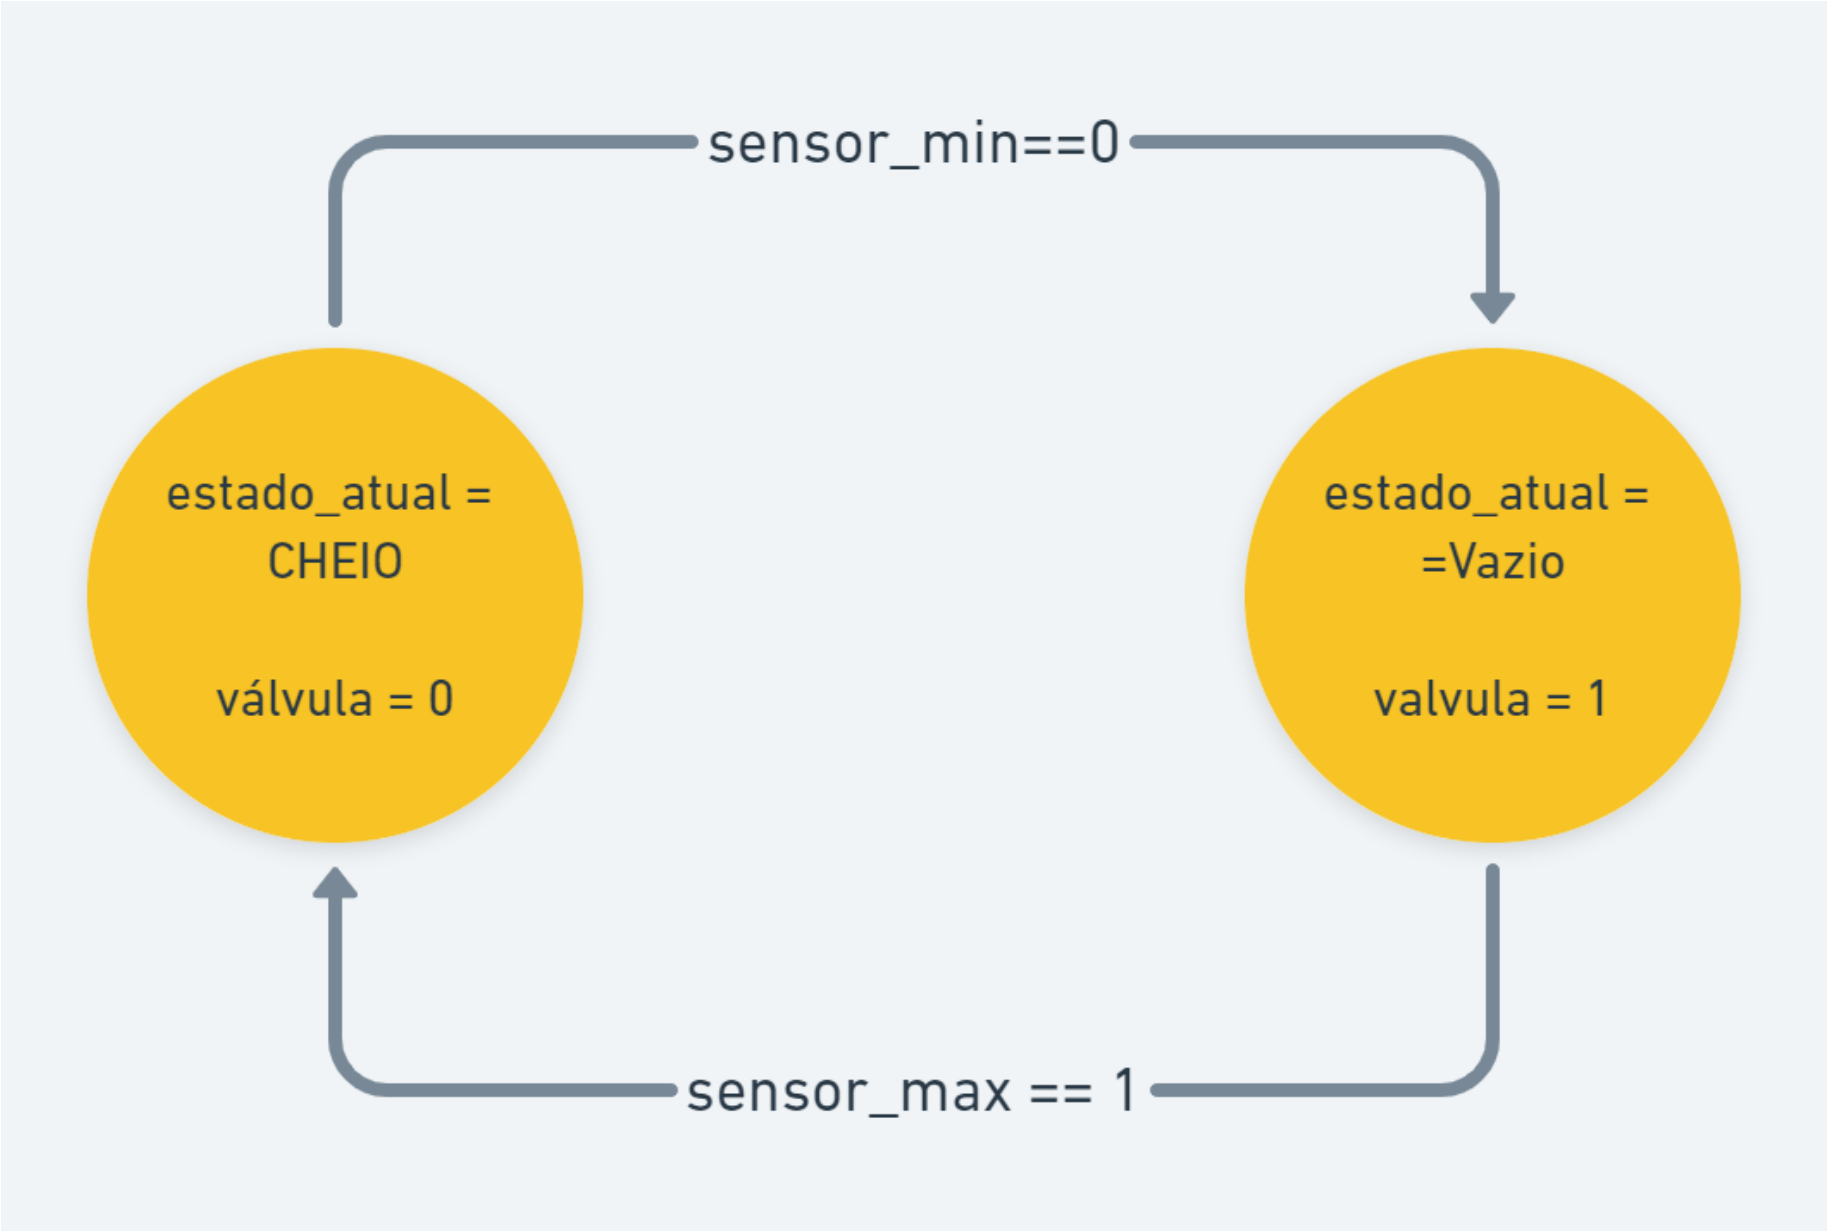 sensor_min==0
estado_atual =
CHEIO
válvula = 0
estado_atual =
=Vazio
valvula = 1
sensor_max == 1